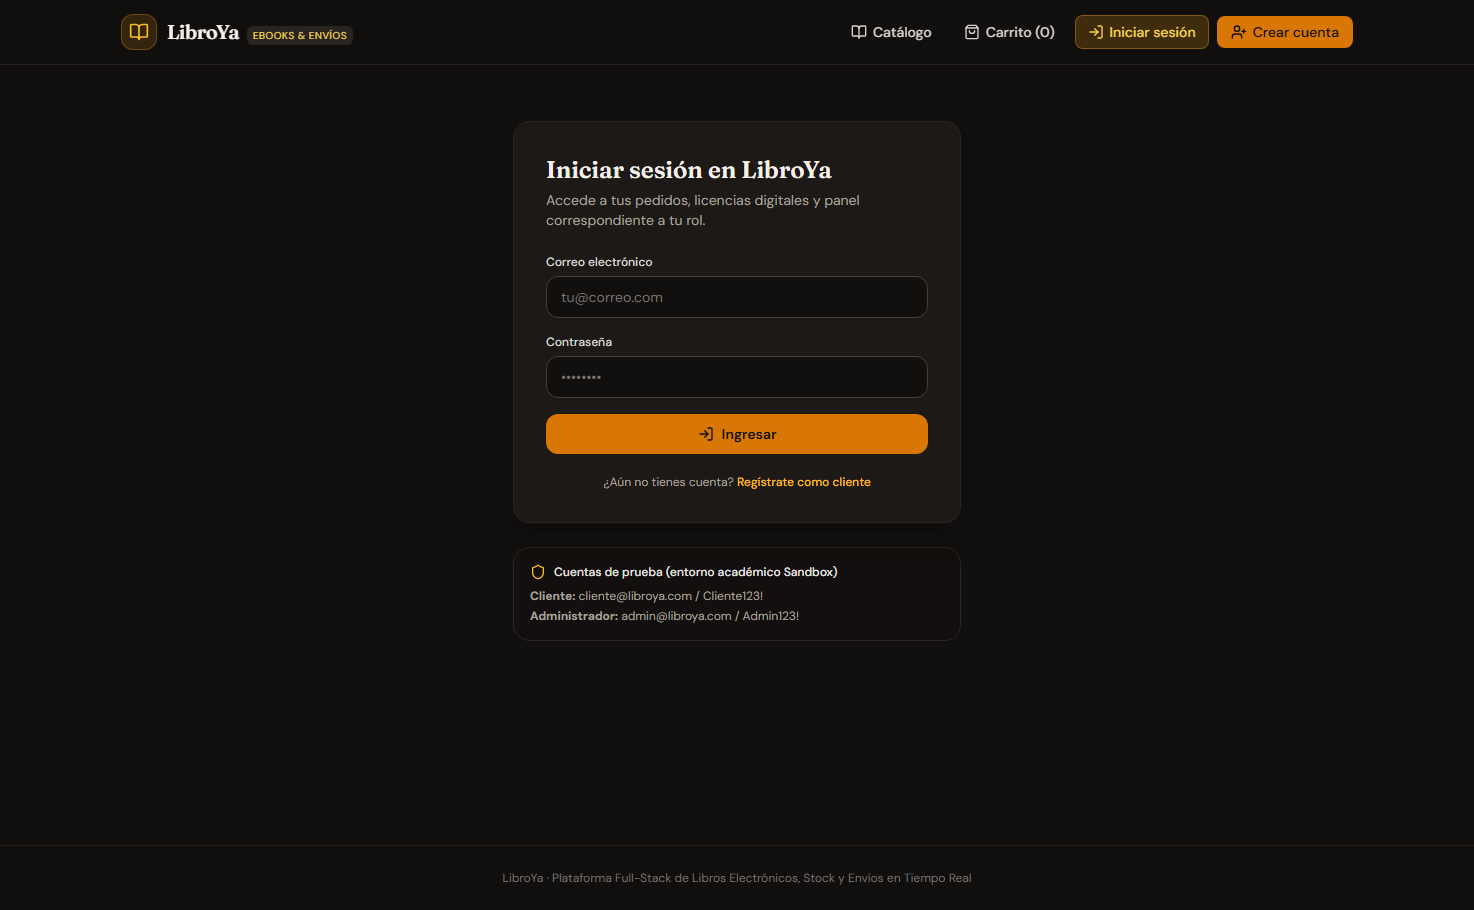 LibroYa EBOOKS & ENVÍOS
Catálogo
Carrito (0)
Iniciar sesión
Crear cuenta
Iniciar sesión en LibroYa
Accede a tus pedidos, licencias digitales y panel
correspondiente a tu rol.
Correo electrónico
tu@correo.com
Contraseña
••••••••
Ingresar
¿Aún no tienes cuenta? Regístrate como cliente
Cuentas de prueba (entorno académico Sandbox)
Cliente: cliente@libroya.com / Cliente123!
Administrador: admin@libroya.com / Admin123!
LibroYa · Plataforma Full-Stack de Libros Electrónicos, Stock y Envíos en Tiempo Real